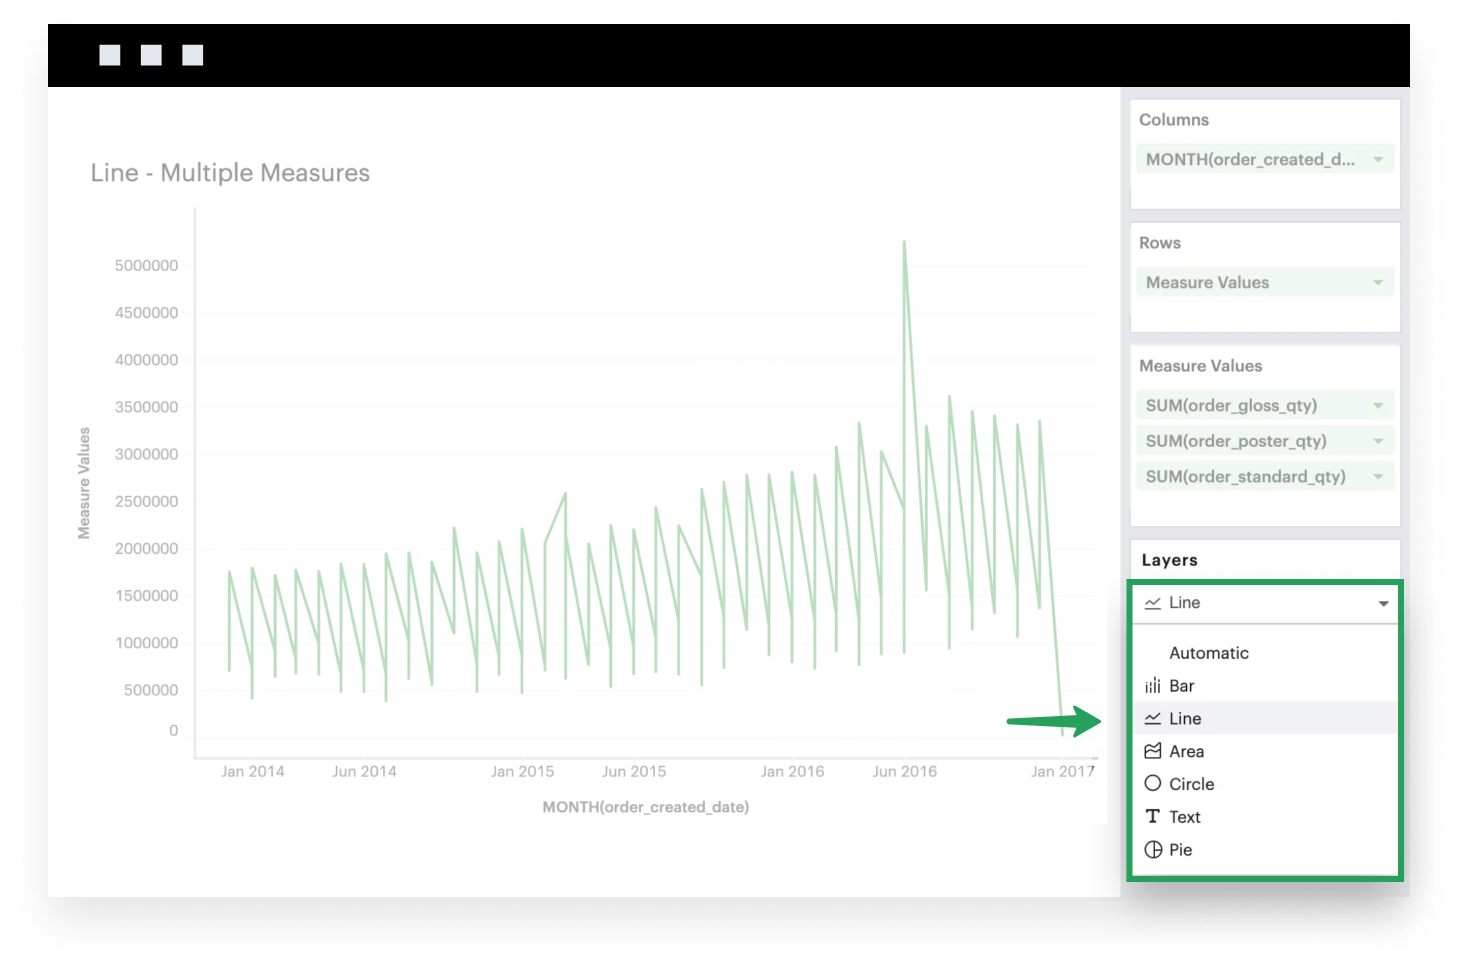 Line - Multiple Measures
5000000
4500000
4000000
3500000
3000000
2500000
2000000
1500000
1000000
500000
0
Measure Values
Jan 2014 Jun 2014 Jan 2015 Jun 2015 Jan 2016 Jun 2016 Jan 2017
MONTH(order_created_date)
Columns
MONTH(order_created_d...
Rows
Measure Values
Measure Values
SUM(order_gloss_qty)
SUM(order_poster_qty)
SUM(order_standard_qty)
Layers
Line
Automatic
Bar
Line
Area
Circle
Text
Pie